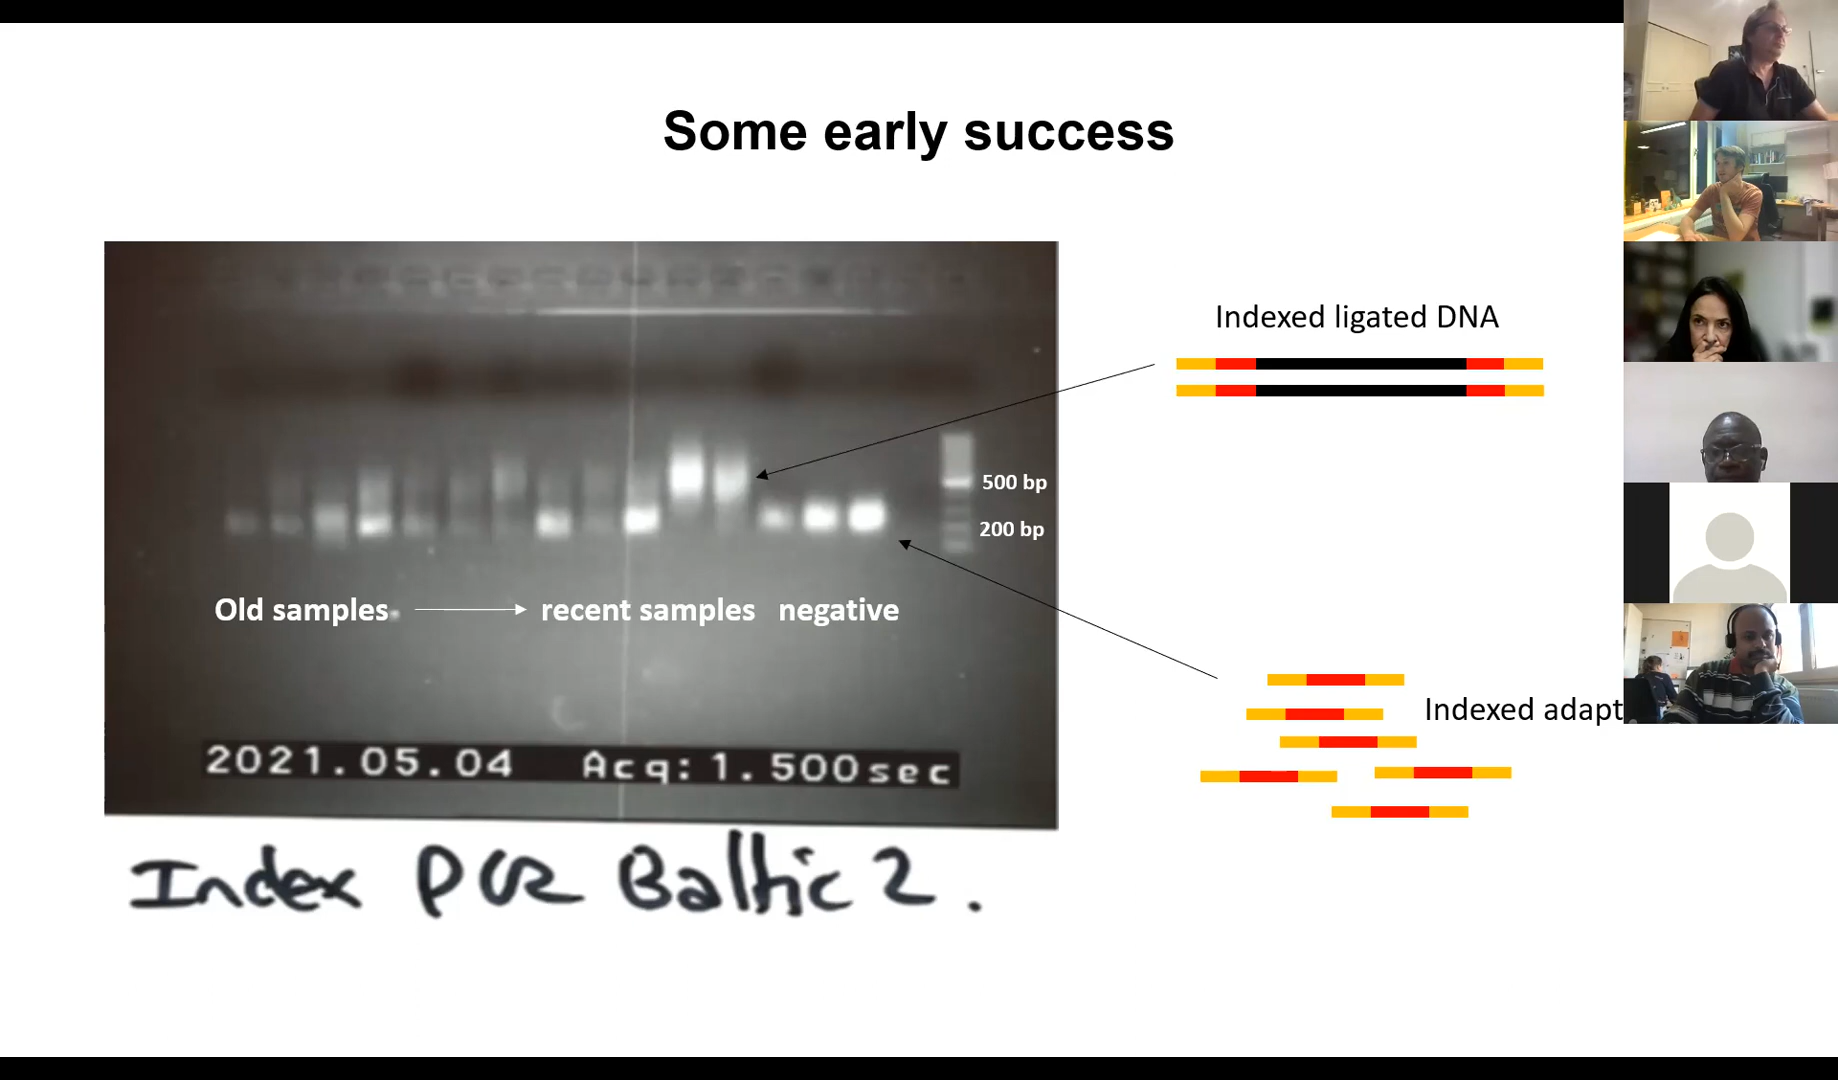 Some early success
Indexed ligated DNA
500 bp
200 bp
Old samples
recent samples
negative
Indexed adapt
2021.05.04 Acq:1.500sec
Index PCR Baltic 2.